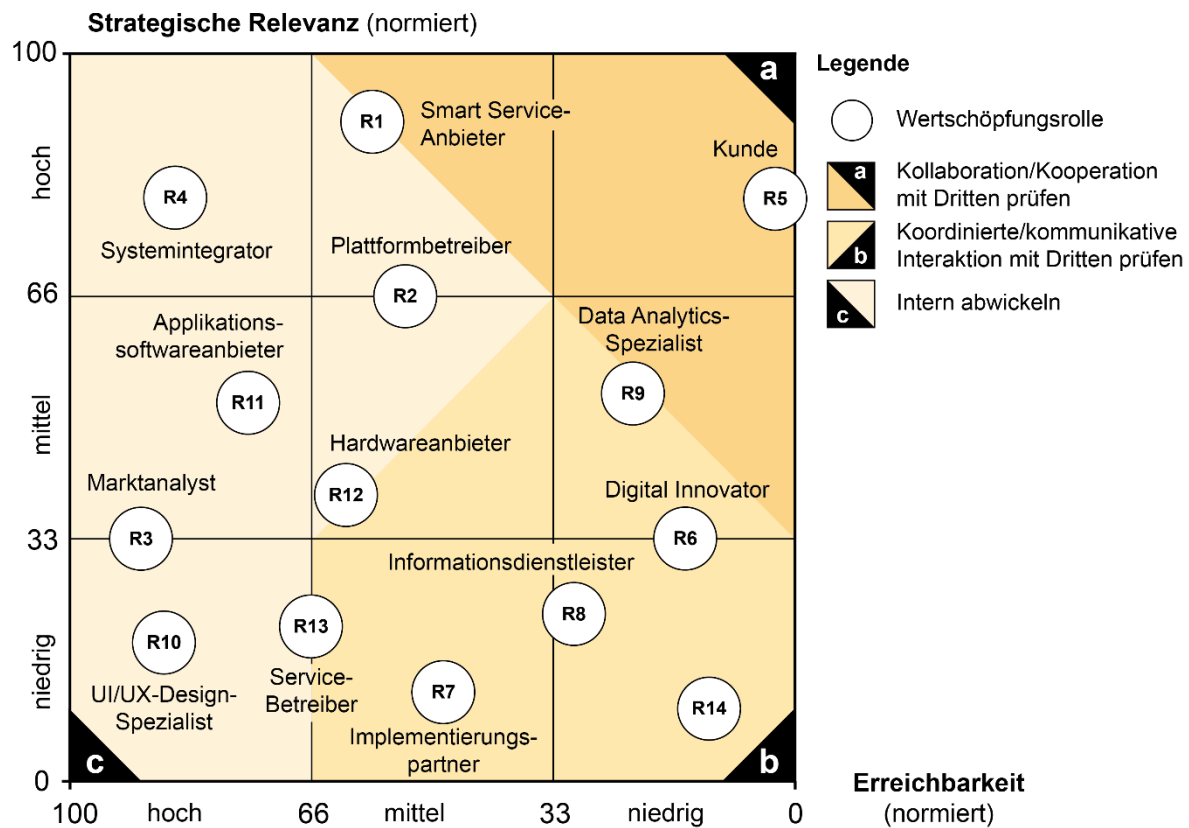 Strategische Relevanz (normiert)
100
hoch
66
mittel
33
niedrig
0
100
hoch
66
mittel
33
niedrig
0
Erreichbarkeit
(normiert)
a
b
c
R1
Smart Service-
Anbieter
Kunde
R5
R4
Systemintegrator
Plattformbetreiber
R2
Applikations-
softwareanbieter
R11
Data Analytics-
Spezialist
R9
Hardwareanbieter
R12
Marktanalyst
R3
Digital Innovator
R6
Informationsdienstleister
R8
R10
UI/UX-Design-
Spezialist
R13
Service-
Betreiber
R7
Implementierungs-
partner
R14
Legende
Wertschöpfungsrolle
a
Kollaboration/Kooperation
mit Dritten prüfen
b
Koordinierte/kommunikative
Interaktion mit Dritten prüfen
c
Intern abwickeln